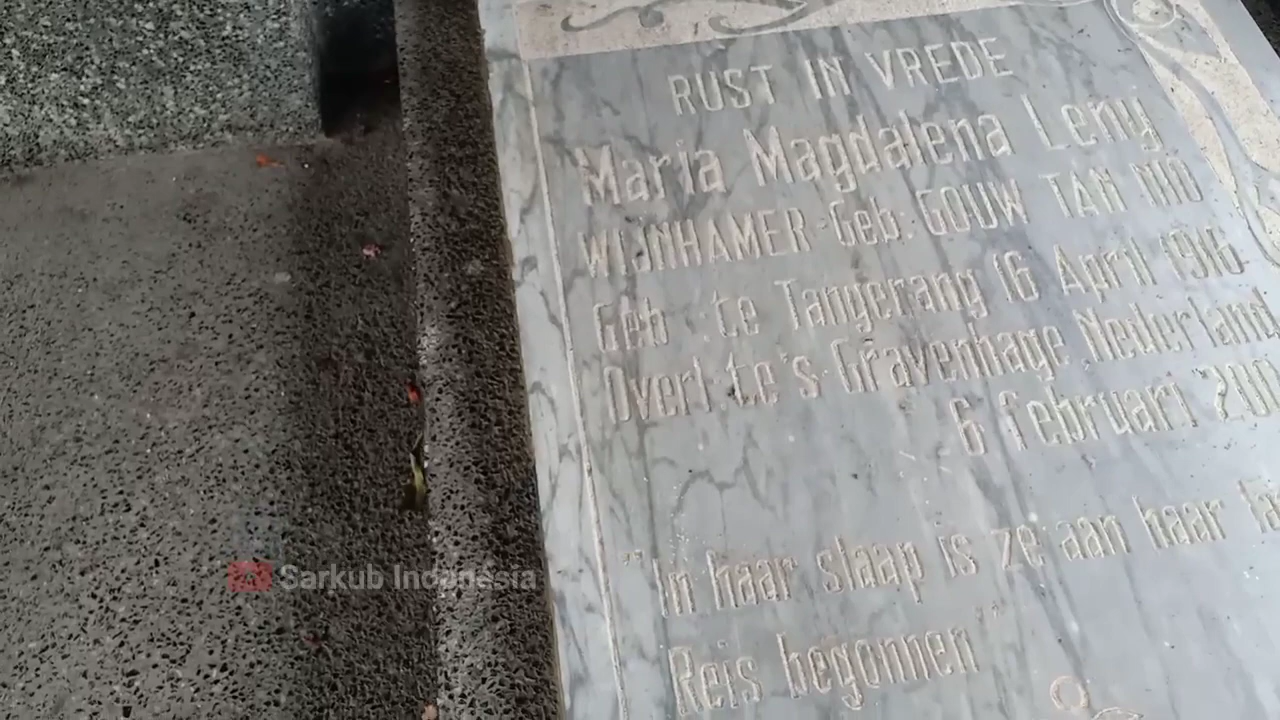 RUST IN VREDE
Maria Magdalena Leny
WIJNHAMER Geb: GOUW TAN NIO
Geb. te Tangerang 16 April 1916
Overl. te 's Gravenhage Nederland
6 Februari
"In haar slaap is ze aan haar
Reis begonnen"
Sarkub Indonesia